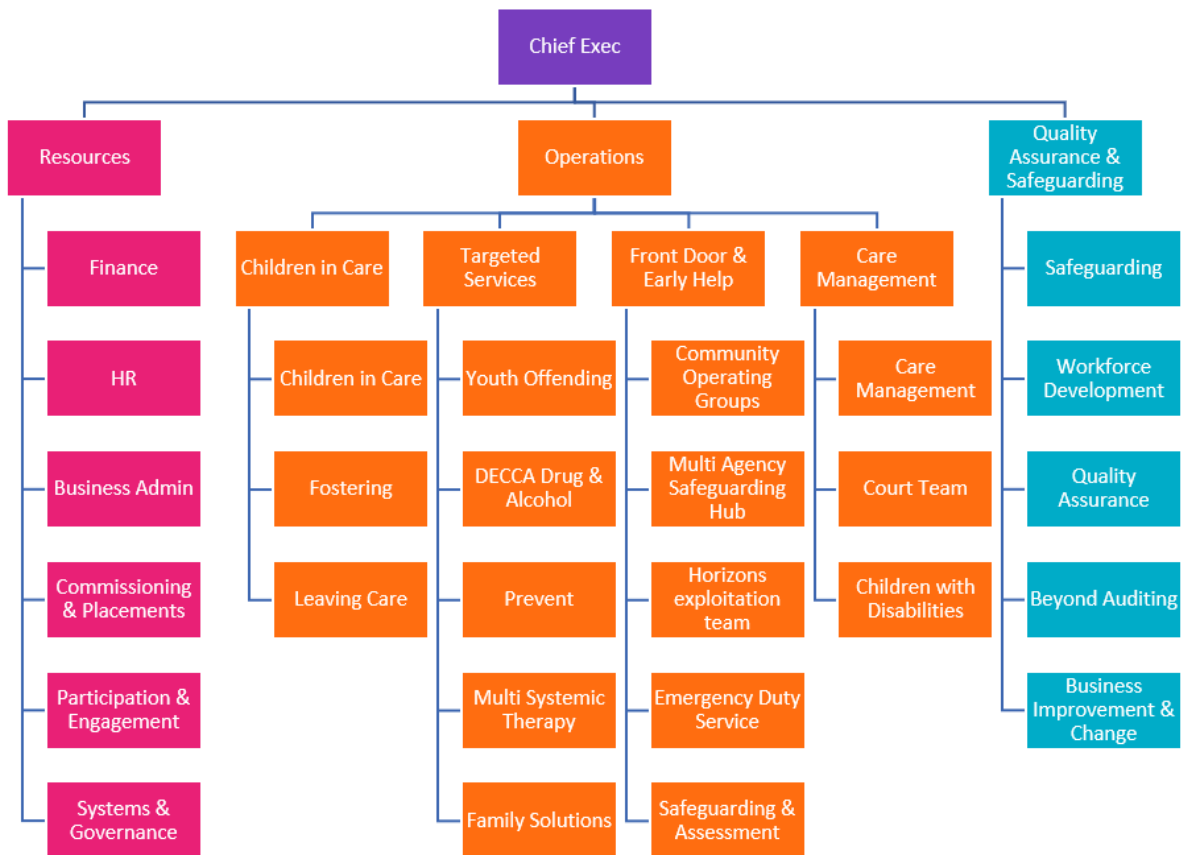 Chief Exec
Resources
Operations
Quality
Assurance &
Safeguarding
Finance
HR
Business Admin
Commissioning
& Placements
Participation &
Engagement
Systems &
Governance
Children in Care
Children in Care
Fostering
Leaving Care
Targeted
Services
Youth Offending
DECCA Drug &
Alcohol
Prevent
Multi Systemic
Therapy
Family Solutions
Front Door &
Early Help
Community
Operating
Groups
Multi Agency
Safeguarding
Hub
Horizons
exploitation
team
Emergency Duty
Service
Safeguarding &
Assessment
Care
Management
Care
Management
Court Team
Children with
Disabilities
Safeguarding
Workforce
Development
Quality
Assurance
Beyond Auditing
Business
Improvement &
Change